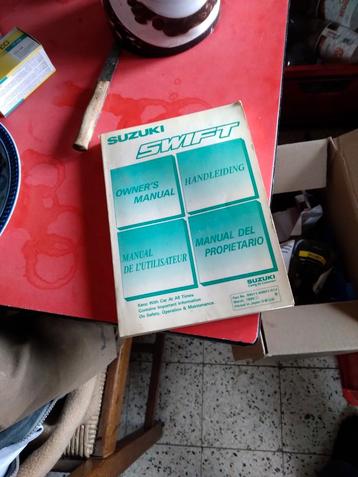 SUZUKI
SWIFT
OWNER'S
MANUAL
HANDLEIDING
MANUAL
DE L'UTILISATEUR
MANUAL DEL
PROPIETARIO
Keep With Car At All Times
Contains Important Information
On Safety, Operation & Maintenance.
SUZUKI